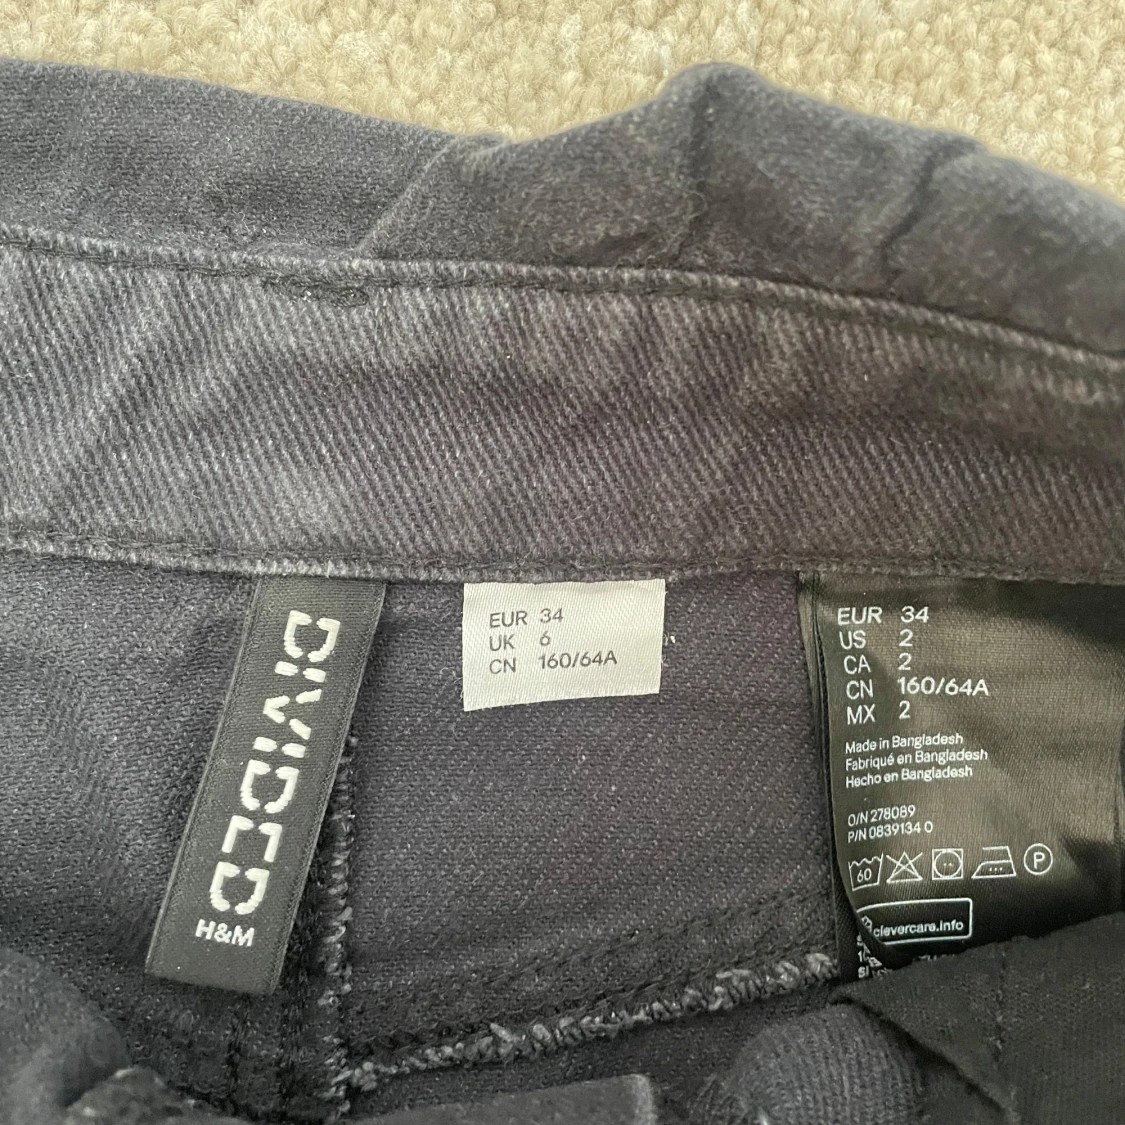 DIVIDED
H&M
EUR 34
UK 6
CN 160/64A
EUR 34
US 2
CA 2
CN 160/64A
MX 2
Made in Bangladesh
Fabriqué en Bangladesh
Hecho en Bangladesh
O/N 278089
P/N 0839134 0
60 P
clevercare.info